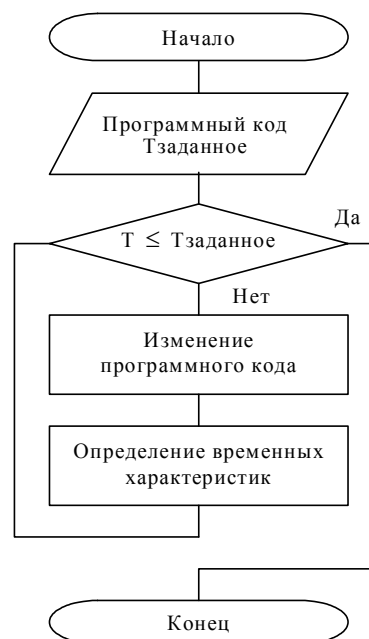 Начало
Программный код
Тзаданное
Да
Т ≤ Тзаданное
Нет
Изменение
программного кода
Определение временных
характеристик
Конец